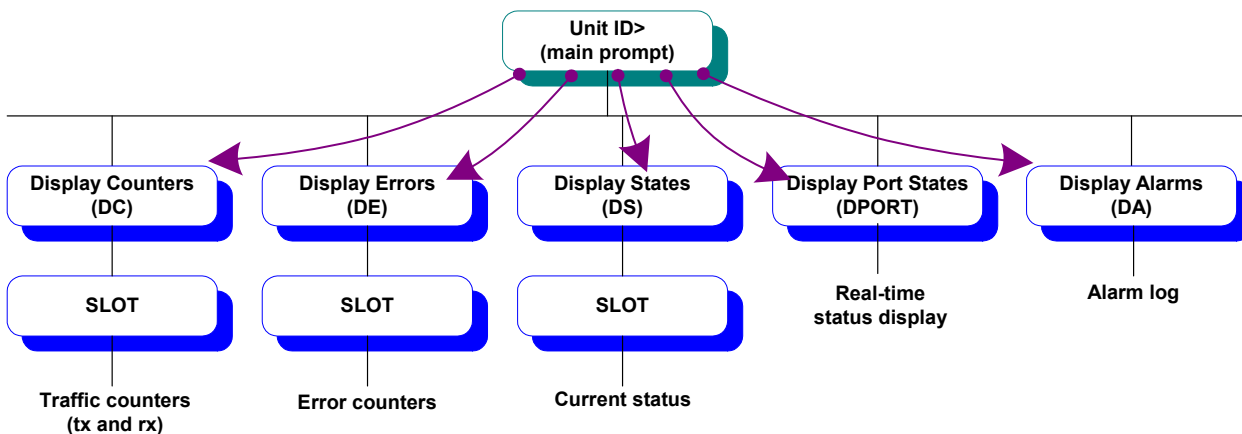 Unit ID>
(main prompt)
Display Counters
(DC)
Display Errors
(DE)
Display States
(DS)
Display Port States
(DPORT)
Display Alarms
(DA)
SLOT
SLOT
SLOT
Real-time
status display
Alarm log
Traffic counters
(tx and rx)
Error counters
Current status